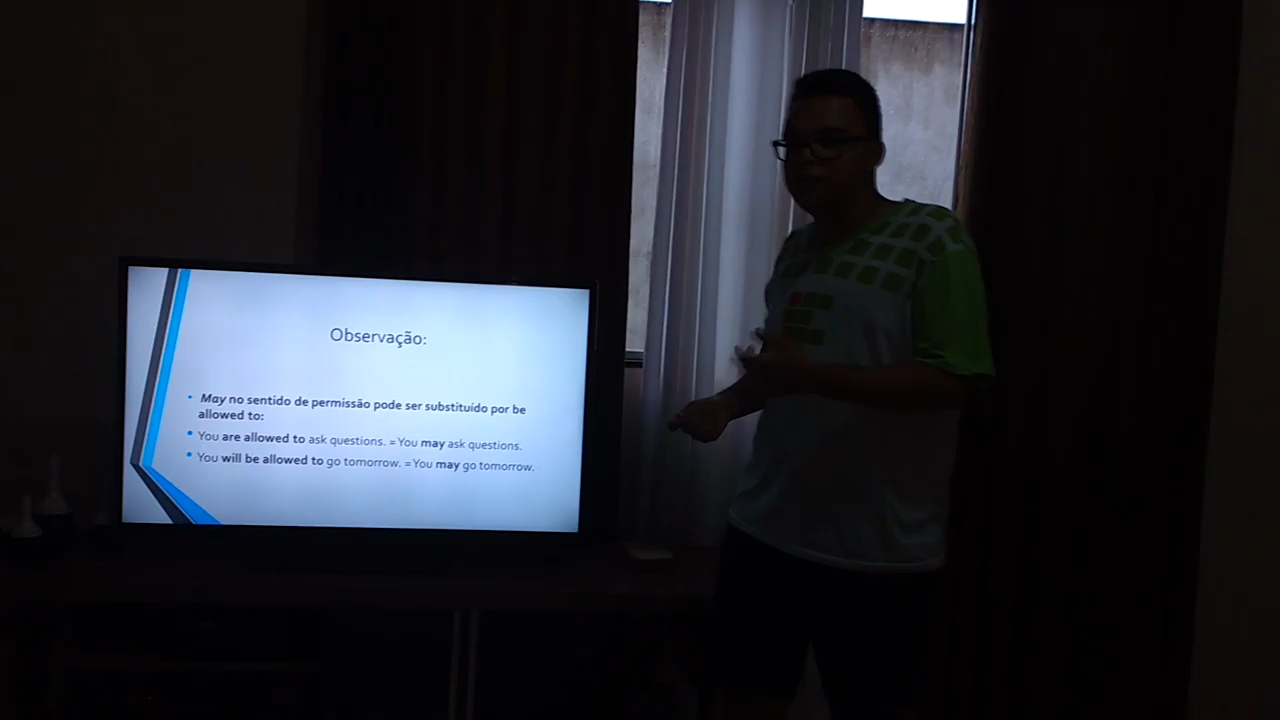 Observação:
May no sentido de permissão pode ser substituído por be
allowed to:
You are allowed to ask questions. = You may ask questions.
You will be allowed to go tomorrow. = You may go tomorrow.